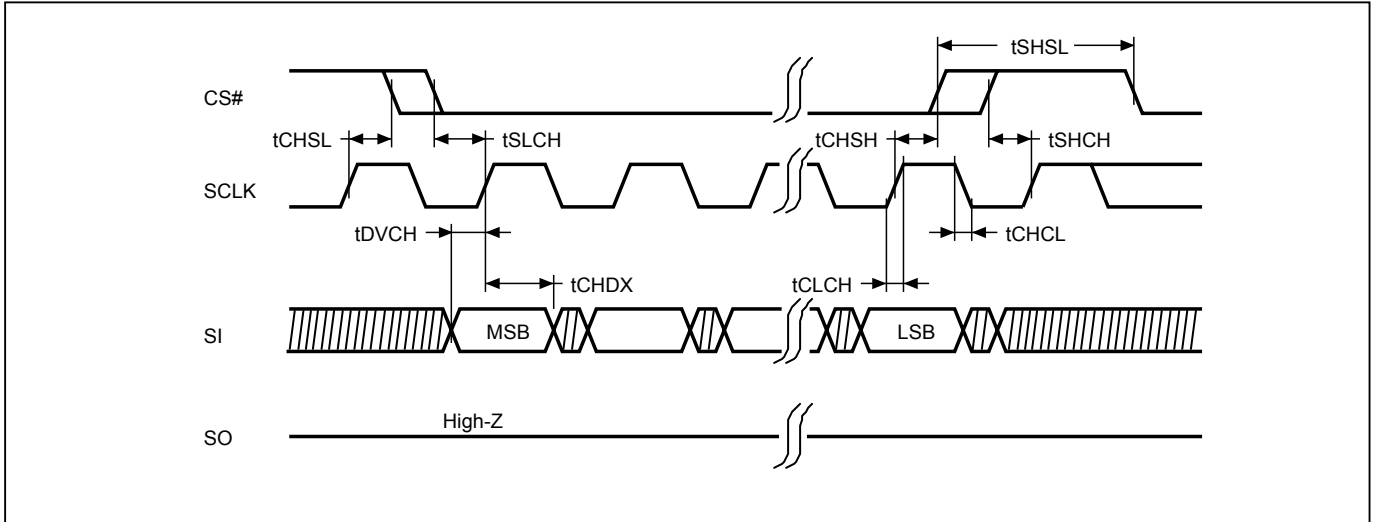 tSHSL
CS#
tCHSL
tSLCH
tCHSH
tSHCH
SCLK
tDVCH
tCHCL
tCHDX
tCLCH
SI
MSB
LSB
High-Z
SO